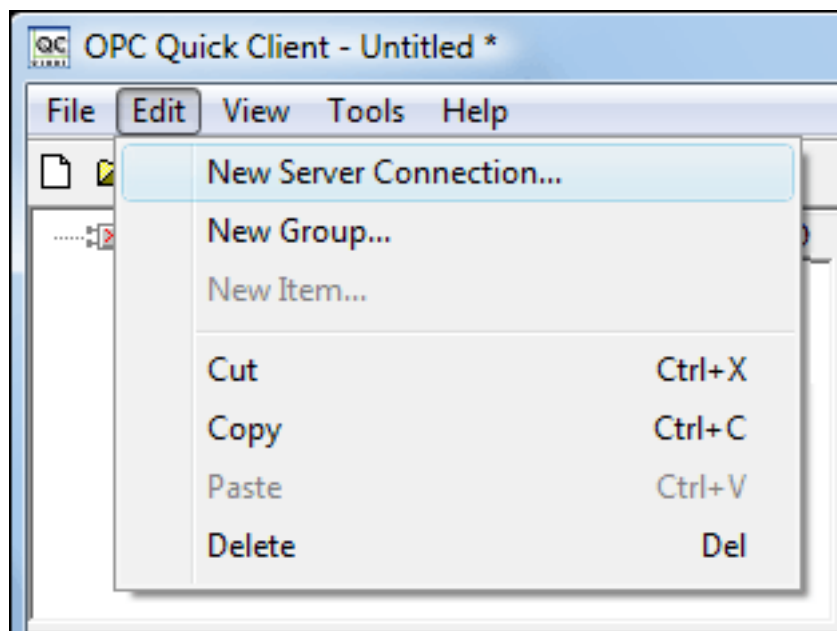 OPC Quick Client - Untitled *
File Edit View Tools Help
New Server Connection...
New Group...
New Item...
Cut Ctrl+X
Copy Ctrl+C
Paste Ctrl+V
Delete Del